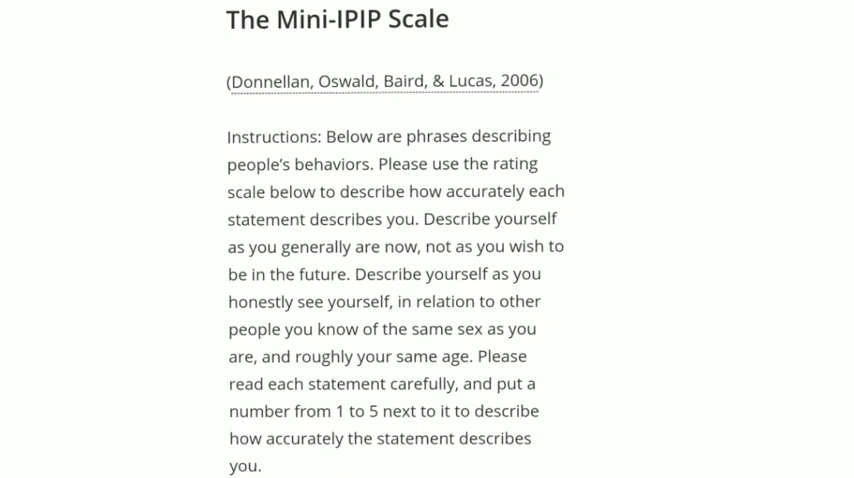 The Mini-IPIP Scale
(Donnellan, Oswald, Baird, & Lucas, 2006)
Instructions: Below are phrases describing
people’s behaviors. Please use the rating
scale below to describe how accurately each
statement describes you. Describe yourself
as you generally are now, not as you wish to
be in the future. Describe yourself as you
honestly see yourself, in relation to other
people you know of the same sex as you
are, and roughly your same age. Please
read each statement carefully, and put a
number from 1 to 5 next to it to describe
how accurately the statement describes
you.